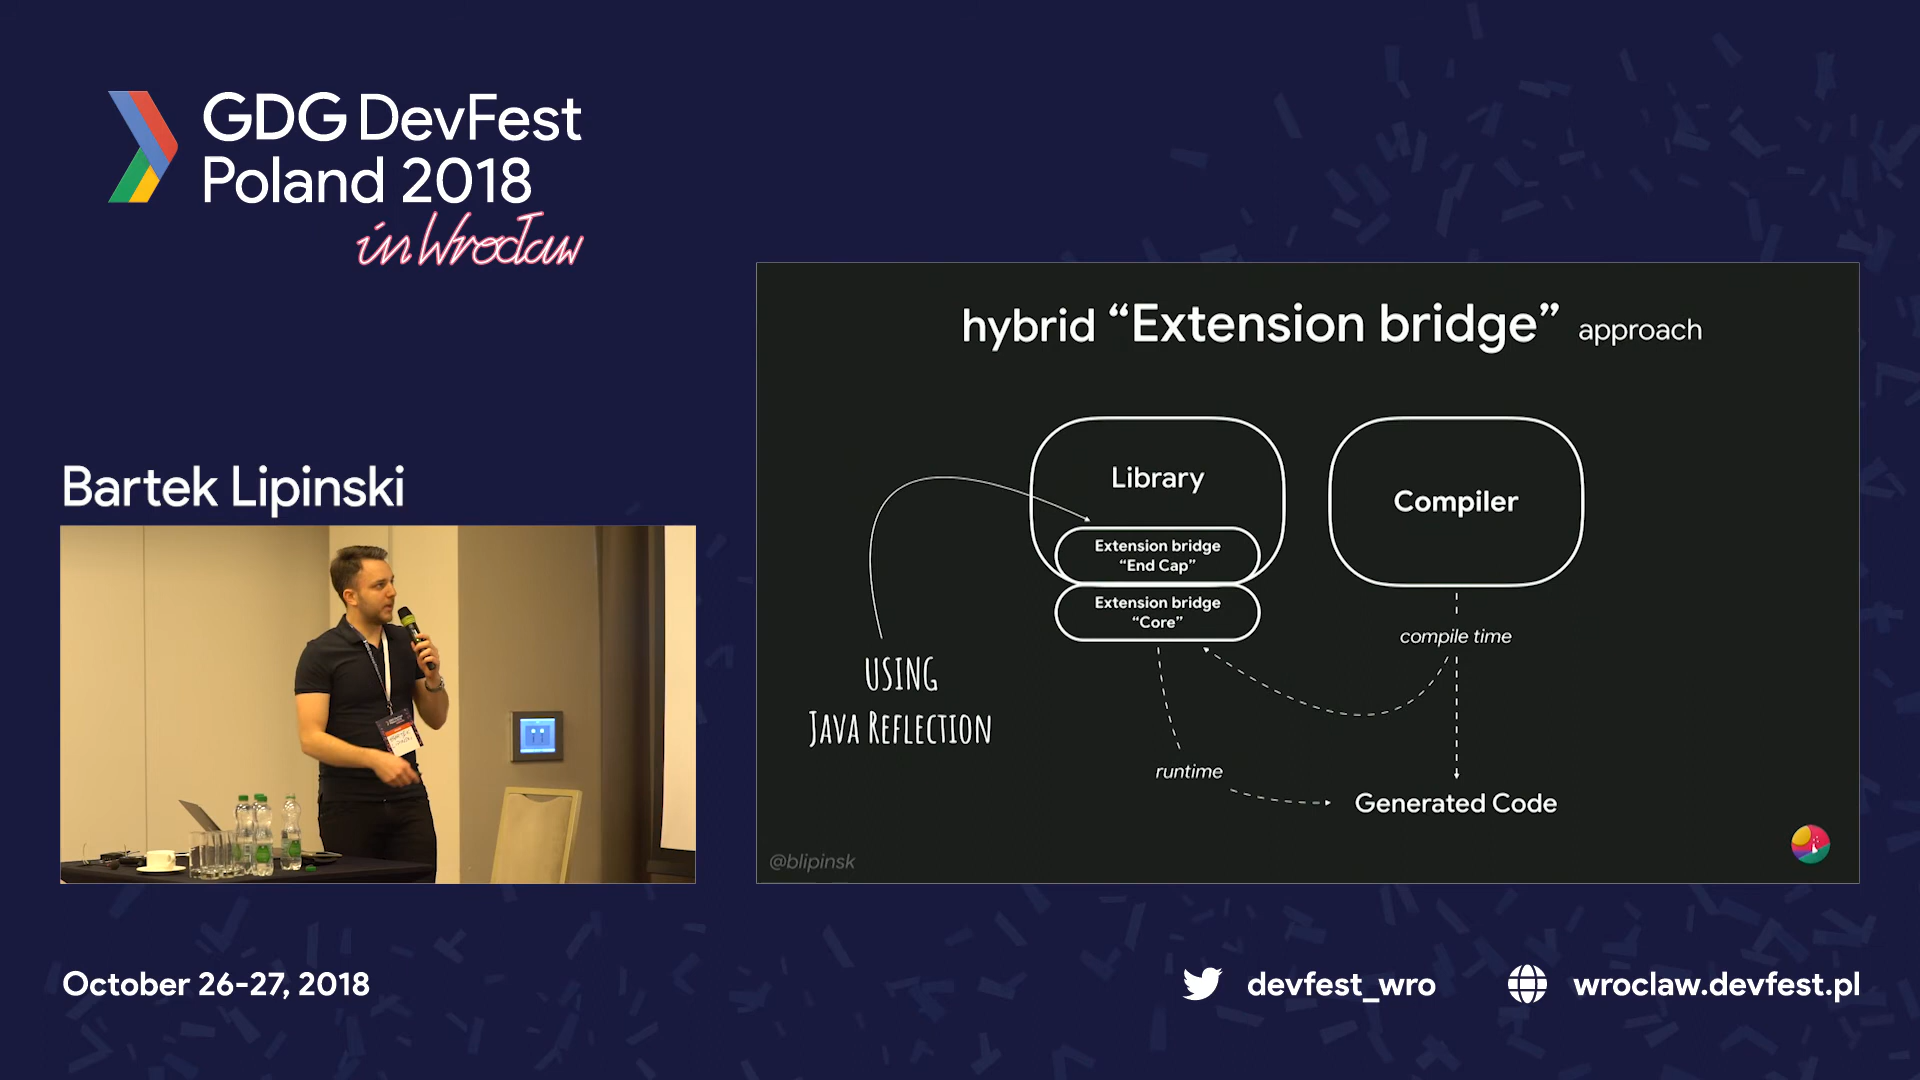 GDG DevFest
Poland 2018
in Wrocław
Bartek Lipinski
hybrid “Extension bridge” approach
Library
Compiler
Extension bridge
“End Cap”
Extension bridge
“Core”
compile time
USING
JAVA REFLECTION
runtime
Generated Code
@blipinsk
October 26-27, 2018
devfest_wro
wroclaw.devfest.pl